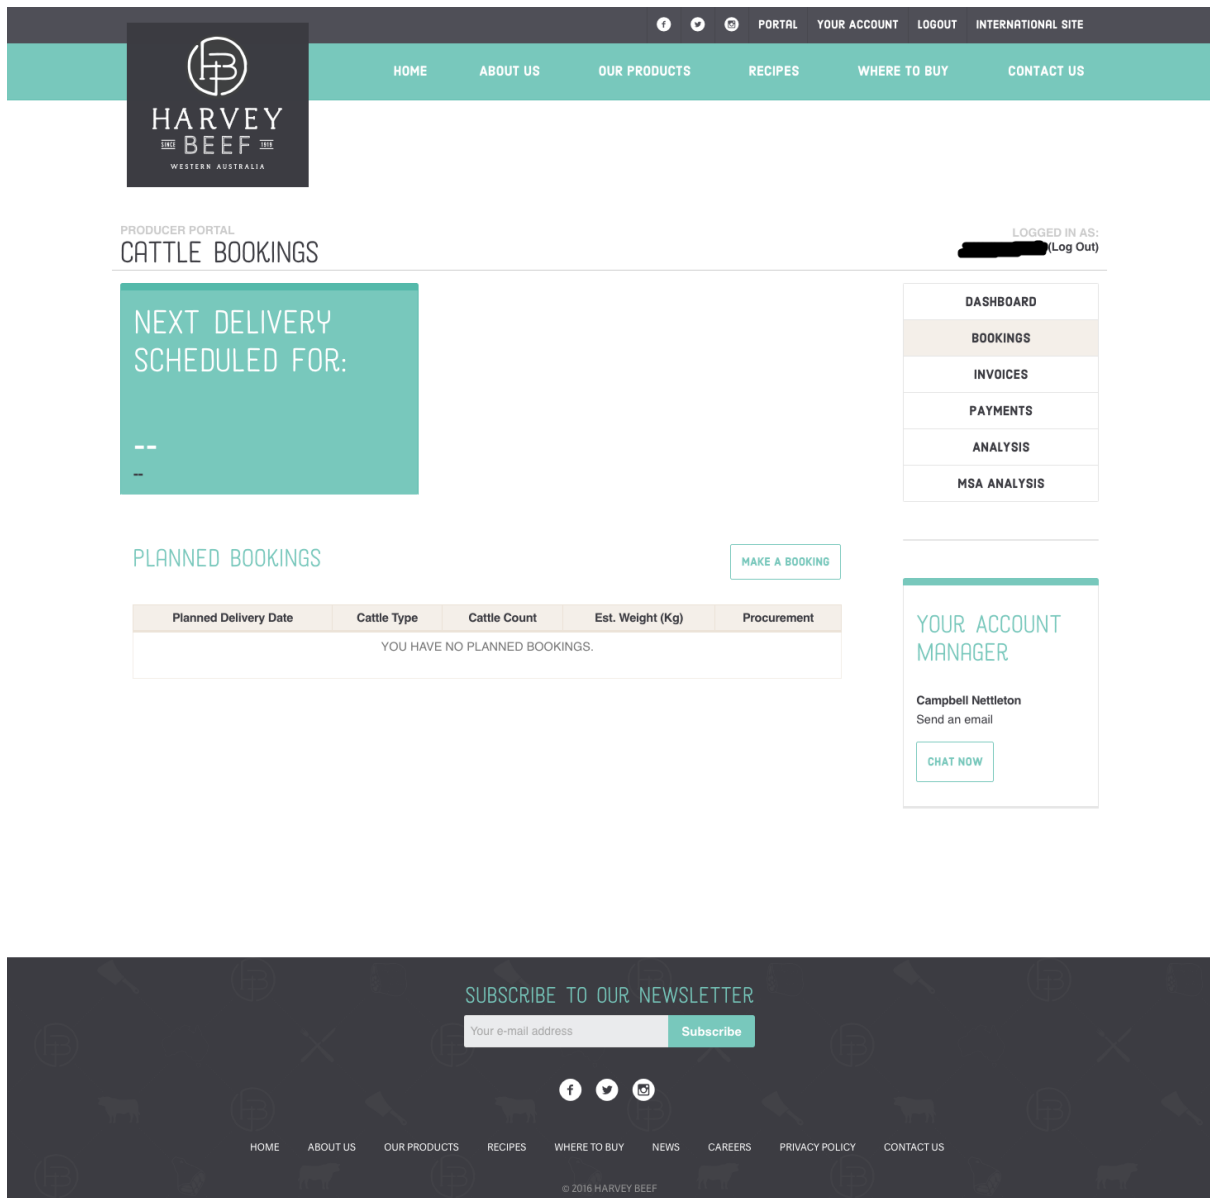 PORTAL YOUR ACCOUNT LOGOUT INTERNATIONAL SITE
HOME ABOUT US OUR PRODUCTS RECIPES WHERE TO BUY CONTACT US
HB
HARVEY
SINCE BEEF 1918
WESTERN AUSTRALIA
PRODUCER PORTAL
CATTLE BOOKINGS
LOGGED IN AS:
(Log Out)
NEXT DELIVERY
SCHEDULED FOR:
--
--
DASHBOARD
BOOKINGS
INVOICES
PAYMENTS
ANALYSIS
MSA ANALYSIS
PLANNED BOOKINGS
MAKE A BOOKING
Planned Delivery Date Cattle Type Cattle Count Est. Weight (Kg) Procurement
YOU HAVE NO PLANNED BOOKINGS.
YOUR ACCOUNT
MANAGER
Campbell Nettleton
Send an email
CHAT NOW
SUBSCRIBE TO OUR NEWSLETTER
Your e-mail address Subscribe
HOME ABOUT US OUR PRODUCTS RECIPES WHERE TO BUY NEWS CAREERS PRIVACY POLICY CONTACT US
© 2016 HARVEY BEEF